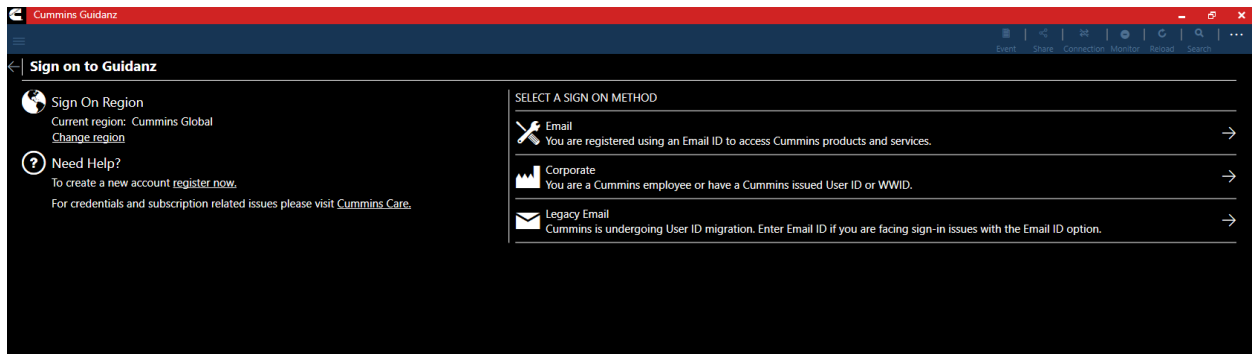 Cummins Guidanz
Event Share Connection Monitor Reload Search
Sign on to Guidanz
Sign On Region
Current region: Cummins Global
Change region
Need Help?
To create a new account register now.
For credentials and subscription related issues please visit Cummins Care.
SELECT A SIGN ON METHOD
Email
You are registered using an Email ID to access Cummins products and services.
Corporate
You are a Cummins employee or have a Cummins issued User ID or WWID.
Legacy Email
Cummins is undergoing User ID migration. Enter Email ID if you are facing sign-in issues with the Email ID option.